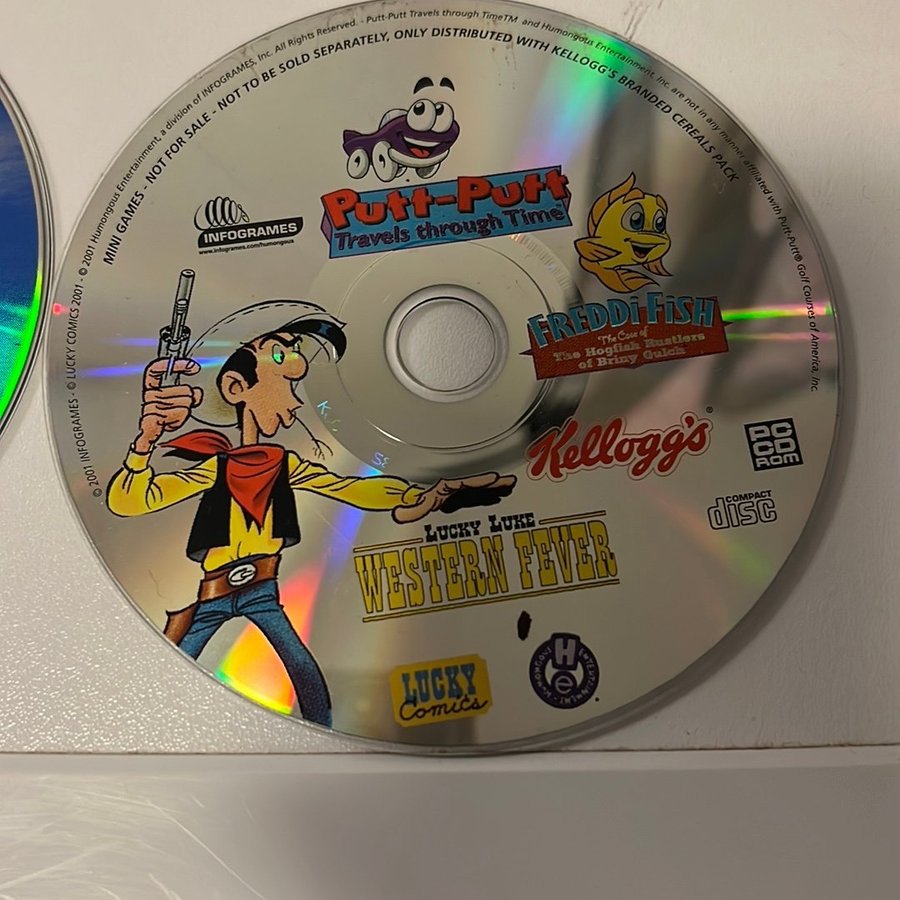 © 2001 INFOGRAMES - © LUCKY COMICS 2001 - © 2001 Humongous Entertainment, a division of INFOGRAMES, Inc. All Rights Reserved. - Putt-Putt Travels through Time™ and Humongous Entertainment, Inc. are not in any manner affiliated with Putt-Putt® Golf Courses of America, Inc.
MINI GAMES - NOT FOR SALE - NOT TO BE SOLD SEPARATELY, ONLY DISTRIBUTED WITH KELLOGG'S BRANDED CEREALS PACK
Putt-Putt
Travels through Time™
INFOGRAMES
www.infogrames.com/humongous
FREDDI FISH
The Case of
The Hogfish Rustlers
of Briny Gulch
Kellogg's®
PC
CD
ROM
COMPACT
disc
LUCKY LUKE
WESTERN FEVER
LUCKY
Comics
HUMONGOUS ENTERTAINMENT
He